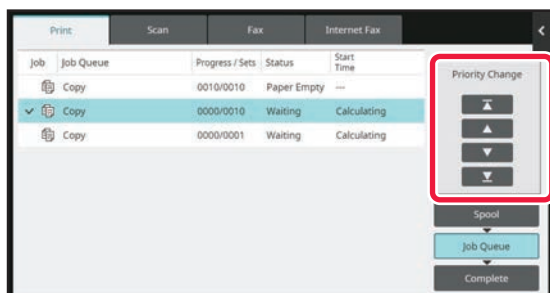 Print Scan Fax Internet Fax
Job Job Queue Progress / Sets Status Start Time
Copy 0010/0010 Paper Empty ---
Copy 0000/0010 Waiting Calculating
Copy 0000/0001 Waiting Calculating
Priority Change
Spool
Job Queue
Complete